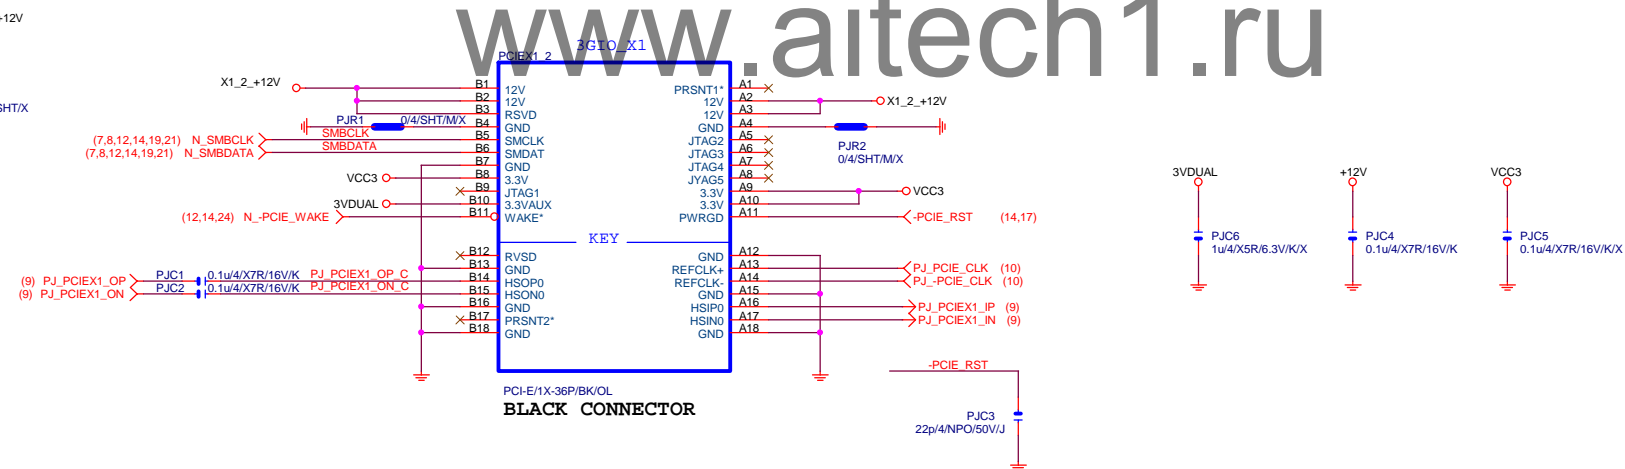 www.aitech1.ru
+12V
SHT/X
3GIO_X1
PCIEX1_2
X1_2_+12V
B1 12V
B2 12V
B3 RSVD
PJR1 0/4/SHT/M/X B4 GND
(7,8,12,14,19,21) N_SMBCLK SMBCLK B5 SMCLK
(7,8,12,14,19,21) N_SMBDATA SMBDATA B6 SMDAT
B7 GND
VCC3 B8 3.3V
B9 JTAG1
3VDUAL B10 3.3VAUX
(12,14,24) N_-PCIE_WAKE B11 WAKE*
KEY
B12 RVSD
B13 GND
(9) PJ_PCIEX1_OP PJC1 0.1u/4/X7R/16V/K PJ_PCIEX1_OP_C B14 HSOP0
(9) PJ_PCIEX1_ON PJC2 0.1u/4/X7R/16V/K PJ_PCIEX1_ON_C B15 HSON0
B16 GND
B17 PRSNT2*
B18 GND
PRSNT1* A1
12V A2 X1_2_+12V
12V A3
GND A4
PJR2
0/4/SHT/M/X
JTAG2 A5
JTAG3 A6
JTAG4 A7
JYAG5 A8
3.3V A9 VCC3
3.3V A10
PWRGD A11 -PCIE_RST (14,17)
GND A12
REFCLK+ A13 PJ_PCIE_CLK (10)
REFCLK- A14 PJ_-PCIE_CLK (10)
GND A15
HSIP0 A16 PJ_PCIEX1_IP (9)
HSIN0 A17 PJ_PCIEX1_IN (9)
GND A18
PCI-E/1X-36P/BK/OL
BLACK CONNECTOR
-PCIE_RST
PJC3
22p/4/NPO/50V/J
3VDUAL
PJC6
1u/4/X5R/6.3V/K/X
+12V
PJC4
0.1u/4/X7R/16V/K
VCC3
PJC5
0.1u/4/X7R/16V/K/X